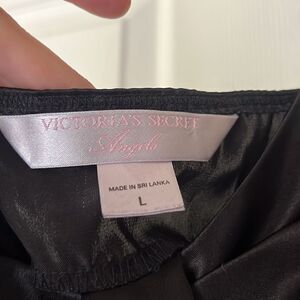 VICTORIA'S SECRET
Angels
MADE IN SRI LANKA
L